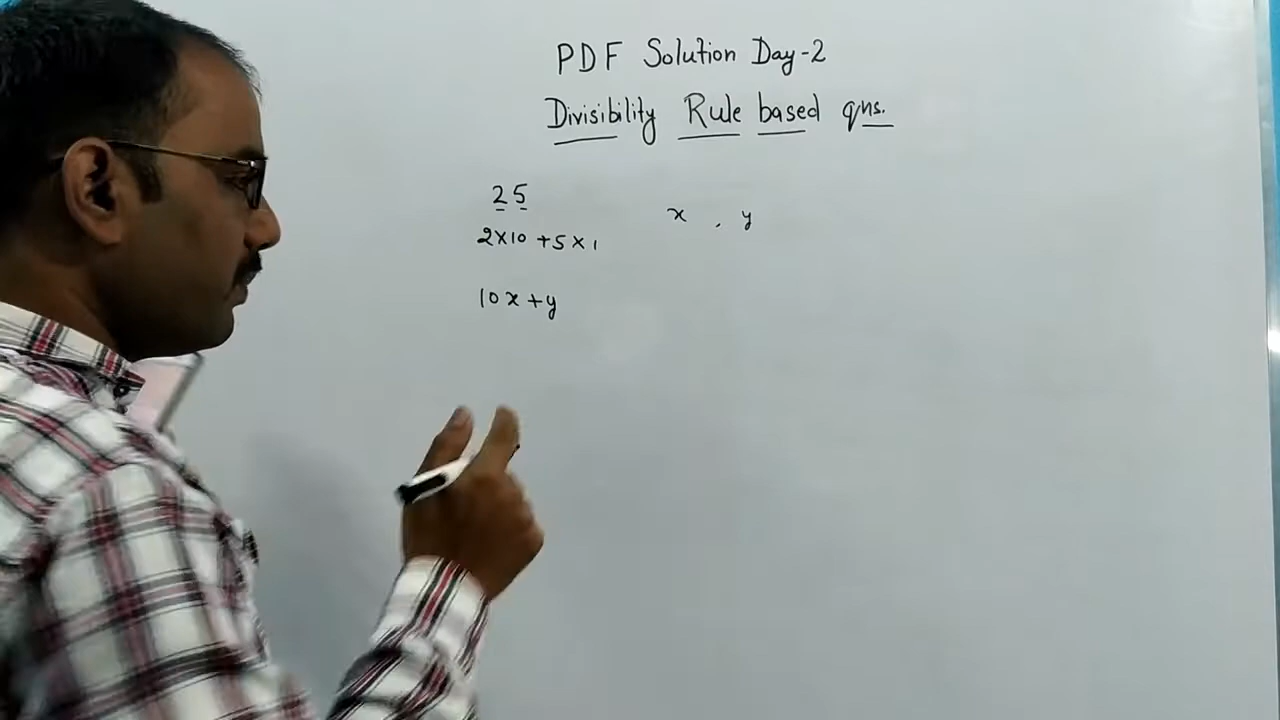 PDF Solution Day-2
Divisibility Rule based qns.
25
x , y
2×10 +5×1
10x+y